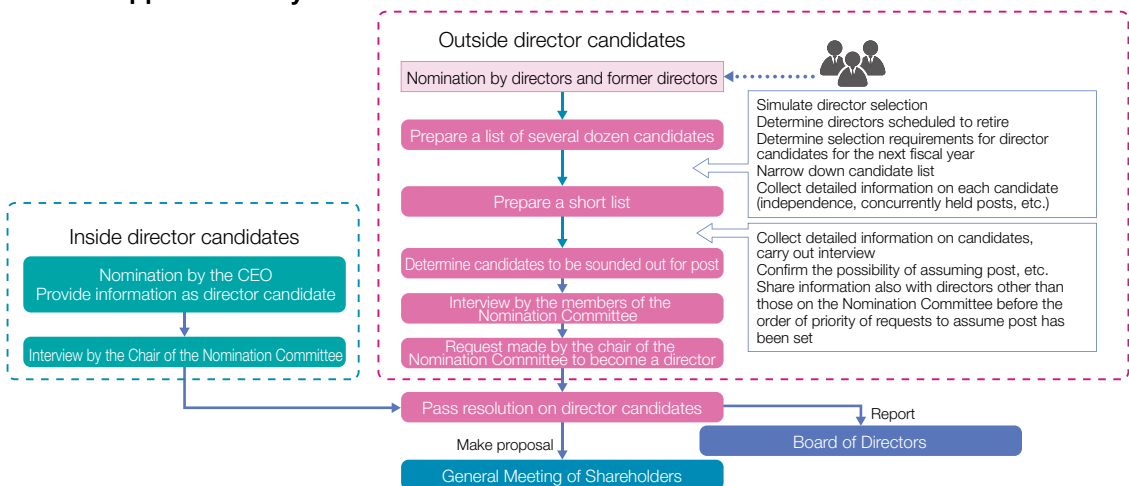 Outside director candidates
Nomination by directors and former directors
Prepare a list of several dozen candidates
Simulate director selection
Determine directors scheduled to retire
Determine selection requirements for director
candidates for the next fiscal year
Narrow down candidate list
Collect detailed information on each candidate
(independence, concurrently held posts, etc.)
Prepare a short list
Collect detailed information on candidates,
carry out interview
Confirm the possibility of assuming post, etc.
Share information also with directors other than
those on the Nomination Committee before the
order of priority of requests to assume post has
been set
Determine candidates to be sounded out for post
Interview by the members of the
Nomination Committee
Request made by the chair of the
Nomination Committee to become a director
Inside director candidates
Nomination by the CEO
Provide information as director candidate
Interview by the Chair of the Nomination Committee
Pass resolution on director candidates
Report
Board of Directors
Make proposal
General Meeting of Shareholders